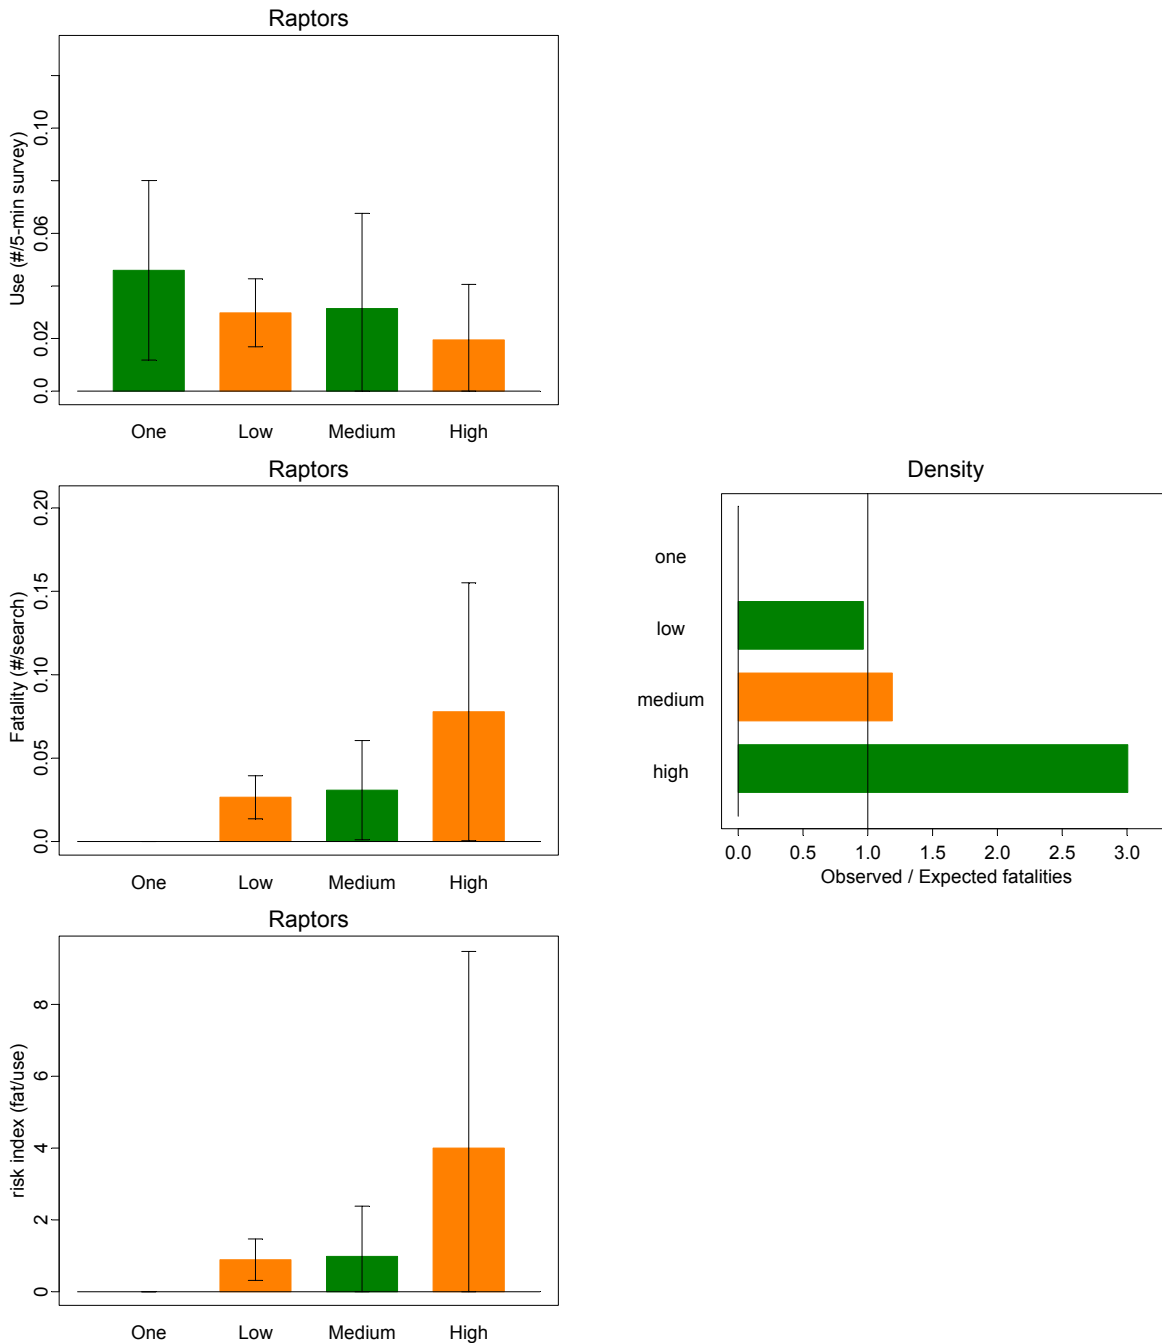 Raptors
Use (#/5-min survey)
0.10
0.06
0.02
0.0
One Low Medium High
Raptors
Fatality (#/search)
0.20
0.15
0.10
0.05
0.0
One Low Medium High
Density
one
low
medium
high
0.0 0.5 1.0 1.5 2.0 2.5 3.0
Observed / Expected fatalities
Raptors
risk index (fat/use)
8
6
4
2
0
One Low Medium High